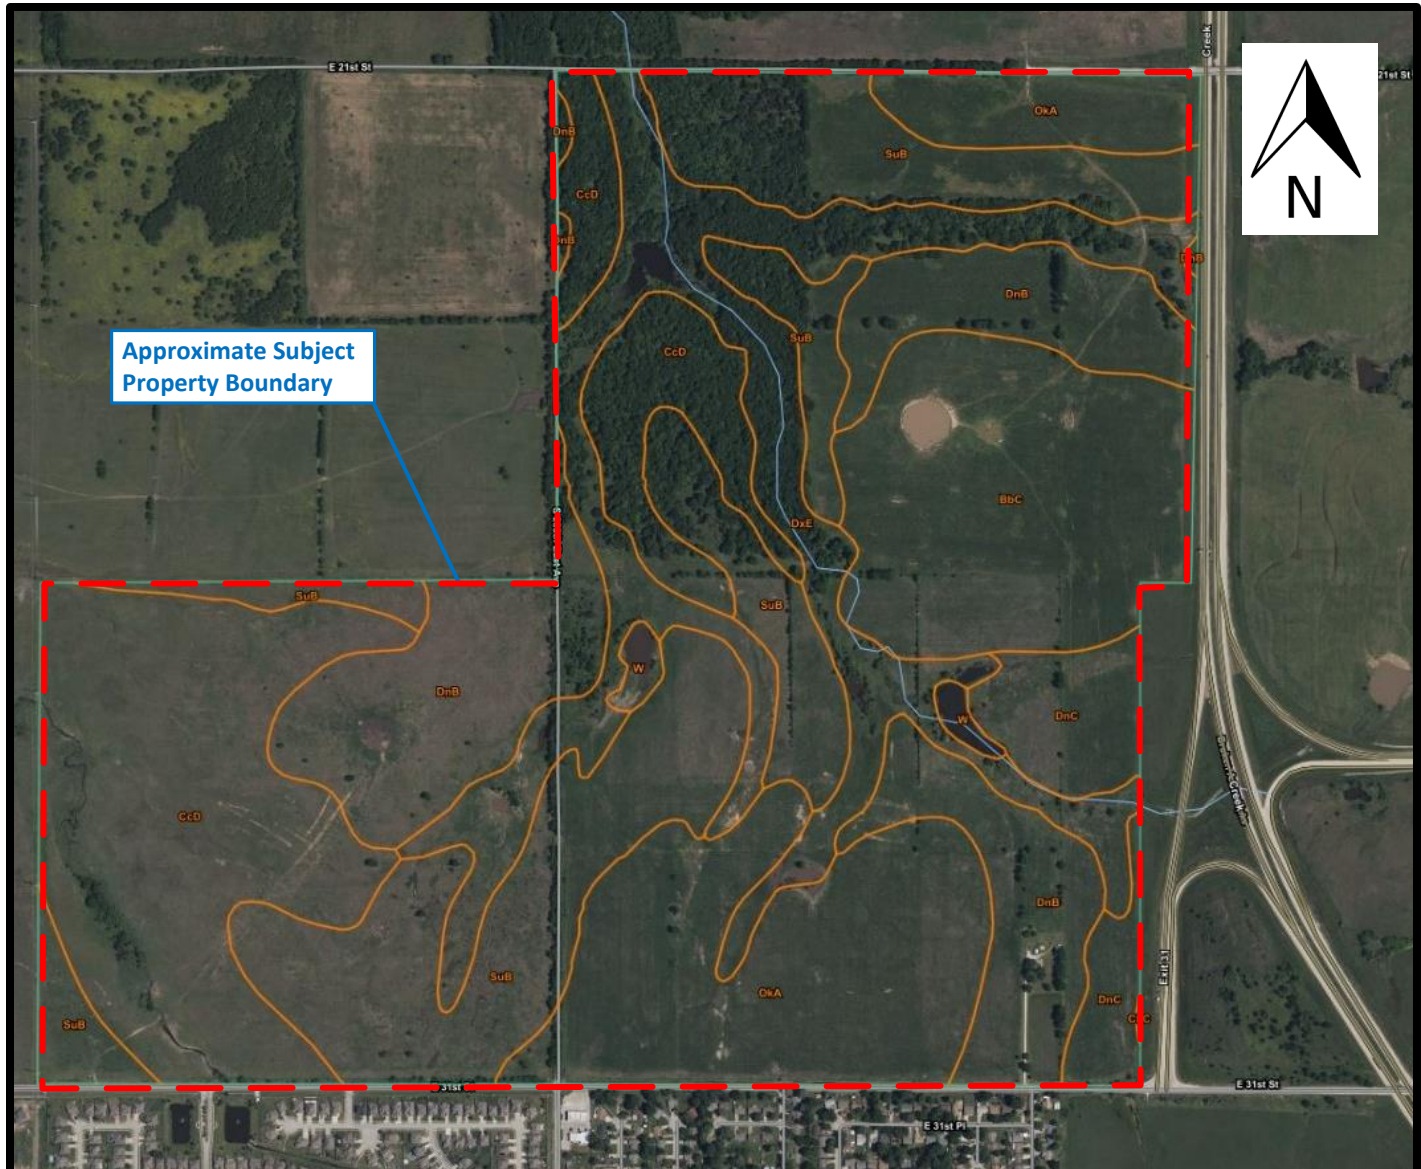 E 21st St
Creek
21st St
N
OkA
DnB
SuB
CcD
DnB
DnB
DnB
Approximate Subject
Property Boundary
SuB
CcD
BbC
DxE
SuB
SuB
W
DnB
DnC
W
Creek
CcD
DnB
SuB
Exit 31
OkA
DnC
SuB
31st
E 31st St
E 31st Pl